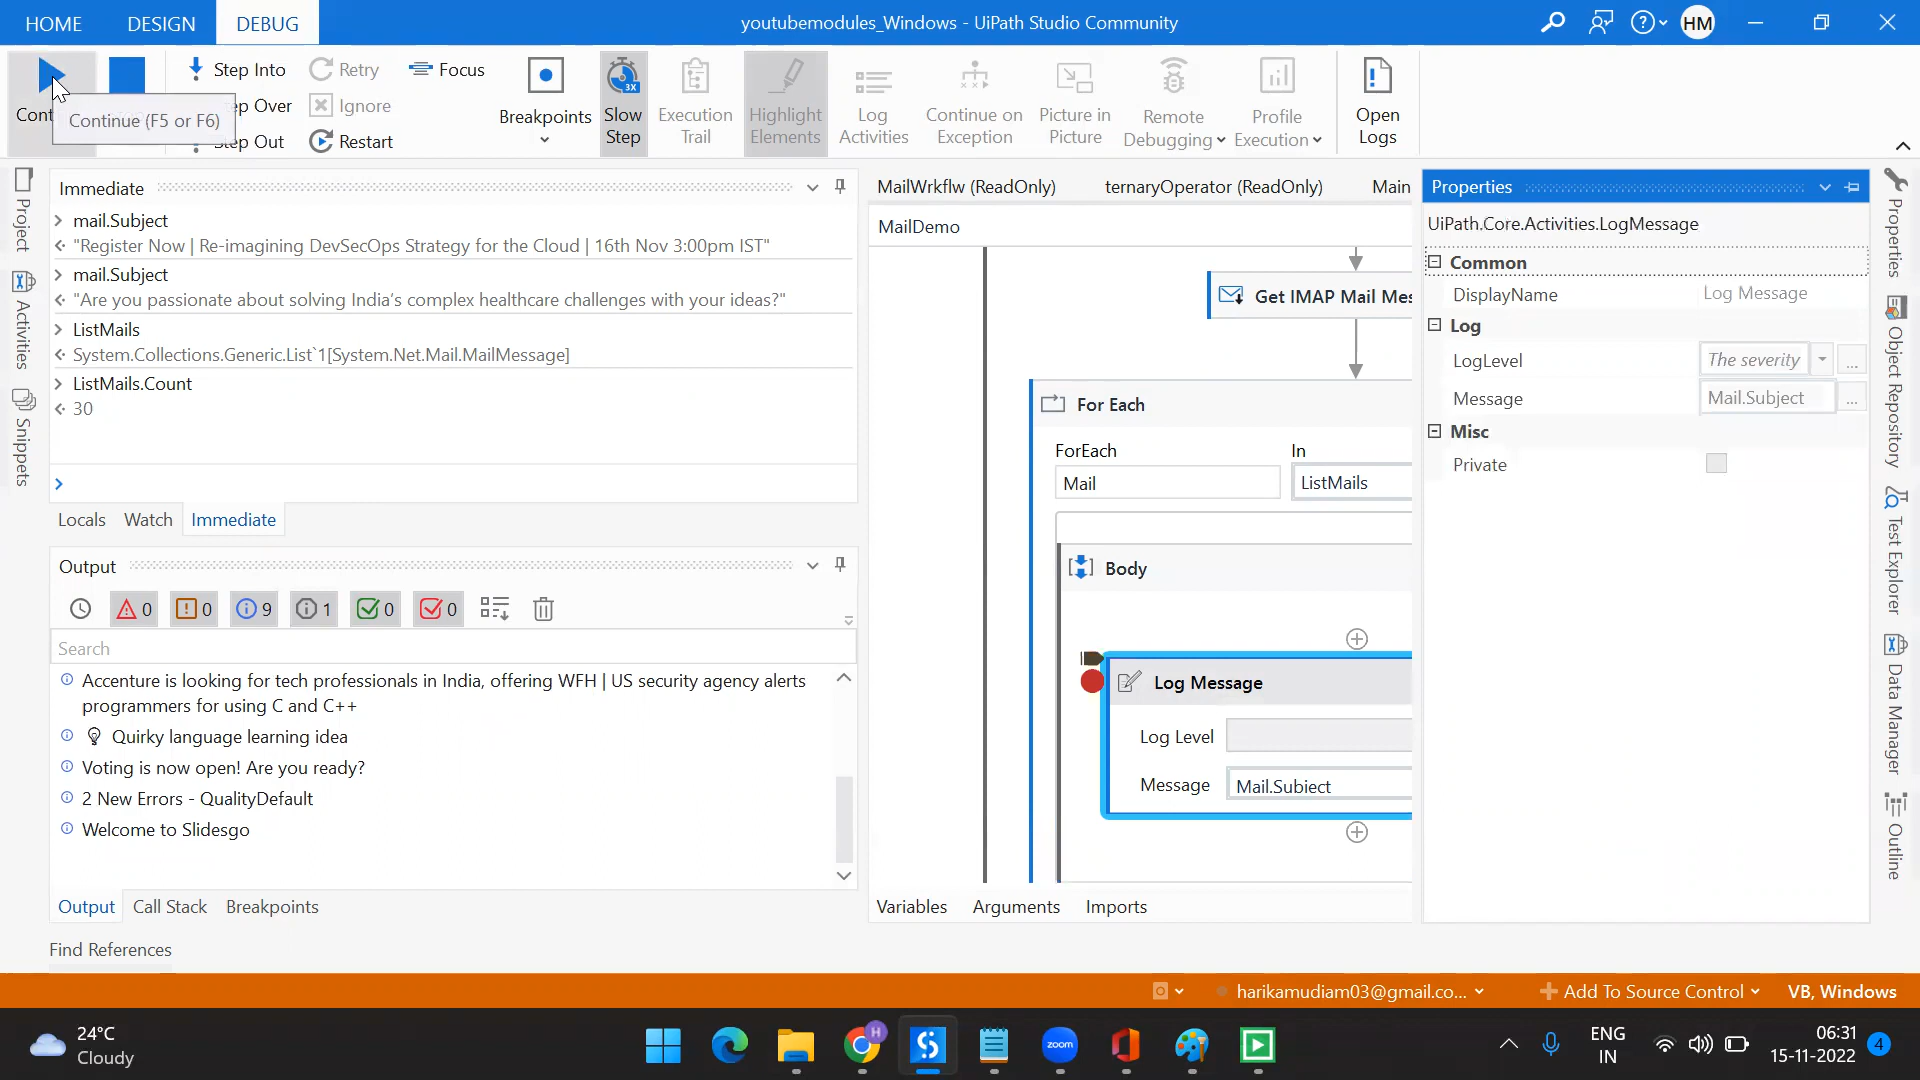 HOME
DESIGN
DEBUG
youtubemodules_Windows - UiPath Studio Community
HM
Cont
Continue (F5 or F6)
Step Into
ep Over
ep Out
Retry
Ignore
Restart
Focus
Breakpoints
3X
Slow
Step
Execution
Trail
Highlight
Elements
Log
Activities
Continue on
Exception
Picture in
Picture
Remote
Debugging
Profile
Execution
Open
Logs
Project
Activities
Snippets
Immediate
mail.Subject
"Register Now | Re-imagining DevSecOps Strategy for the Cloud | 16th Nov 3:00pm IST"
mail.Subject
"Are you passionate about solving India's complex healthcare challenges with your ideas?"
ListMails
System.Collections.Generic.List`1[System.Net.Mail.MailMessage]
ListMails.Count
30
Locals
Watch
Immediate
Output
0
0
9
1
0
0
Search
Accenture is looking for tech professionals in India, offering WFH | US security agency alerts
programmers for using C and C++
Quirky language learning idea
Voting is now open! Are you ready?
2 New Errors - QualityDefault
Welcome to Slidesgo
Output
Call Stack
Breakpoints
Find References
MailWrkflw (ReadOnly)
ternaryOperator (ReadOnly)
Main
MailDemo
Get IMAP Mail Mes
For Each
ForEach
In
Mail
ListMails
Body
Log Message
Log Level
Message
Mail.Subject
Variables
Arguments
Imports
Properties
UiPath.Core.Activities.LogMessage
Common
DisplayName
Log Message
Log
LogLevel
The severity
...
Message
Mail.Subject
...
Misc
Private
Properties
Object Repository
Test Explorer
Data Manager
Outline
harikamudiam03@gmail.co...
Add To Source Control
VB, Windows
24°C
Cloudy
H
zoom
ENG
IN
06:31
15-11-2022
4